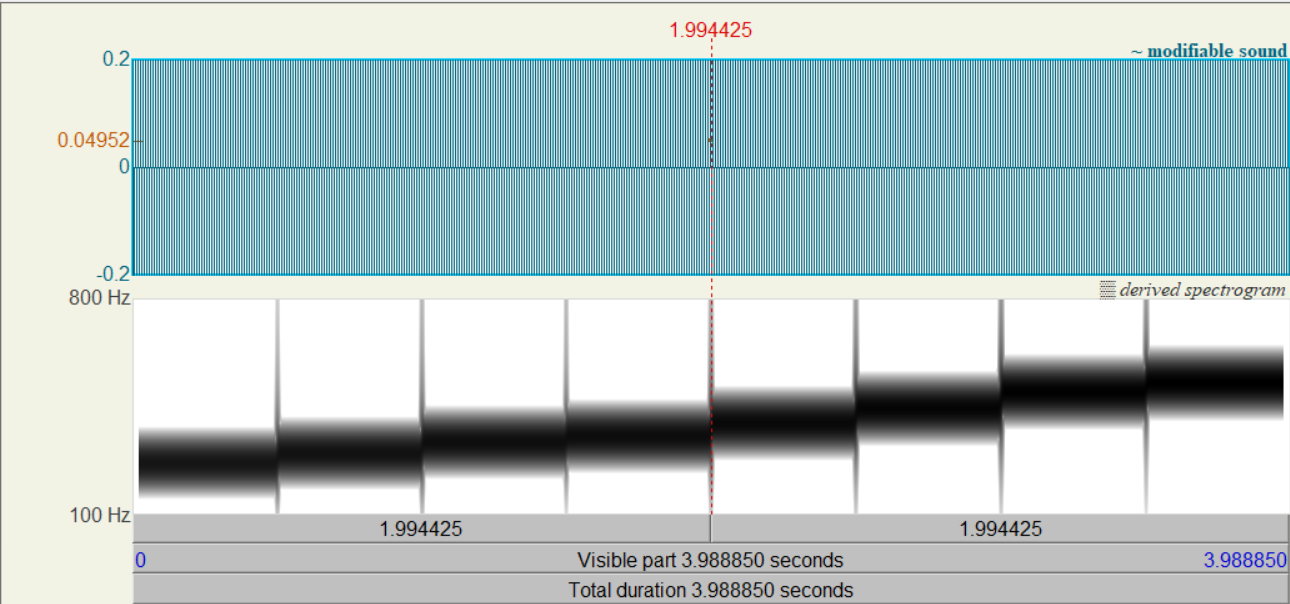 1.994425
0.2
~ modifiable sound
0.04952
0
-0.2
derived spectrogram
800 Hz
100 Hz
1.994425 1.994425
0 Visible part 3.988850 seconds 3.988850
Total duration 3.988850 seconds